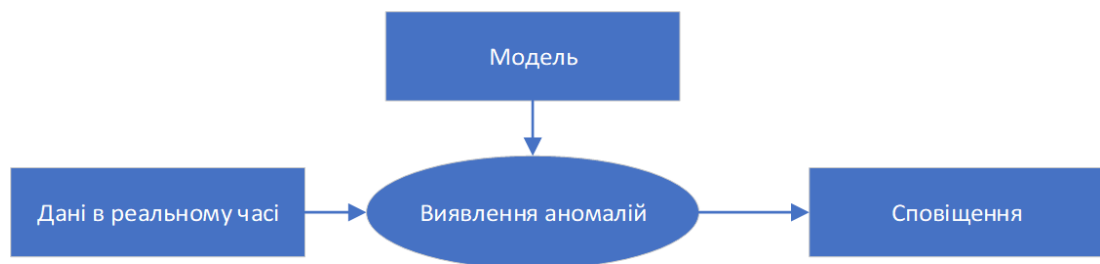 Модель
Дані в реальному часі
Виявлення аномалій
Сповіщення